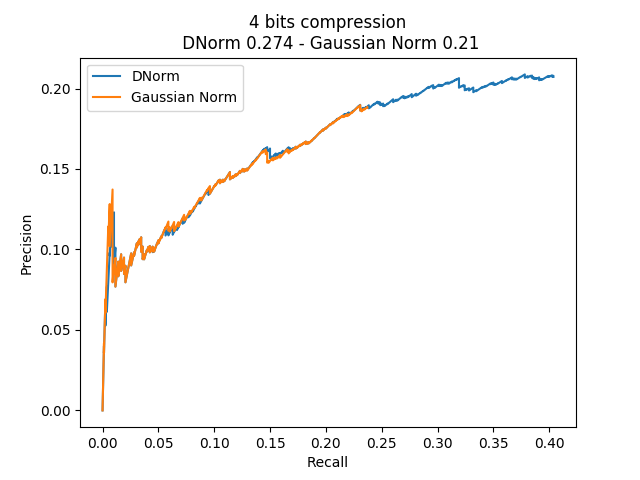 4 bits compression
DNorm 0.274 - Gaussian Norm 0.21
DNorm
Gaussian Norm
Precision
0.20
0.15
0.10
0.05
0.00
0.00 0.05 0.10 0.15 0.20 0.25 0.30 0.35 0.40
Recall